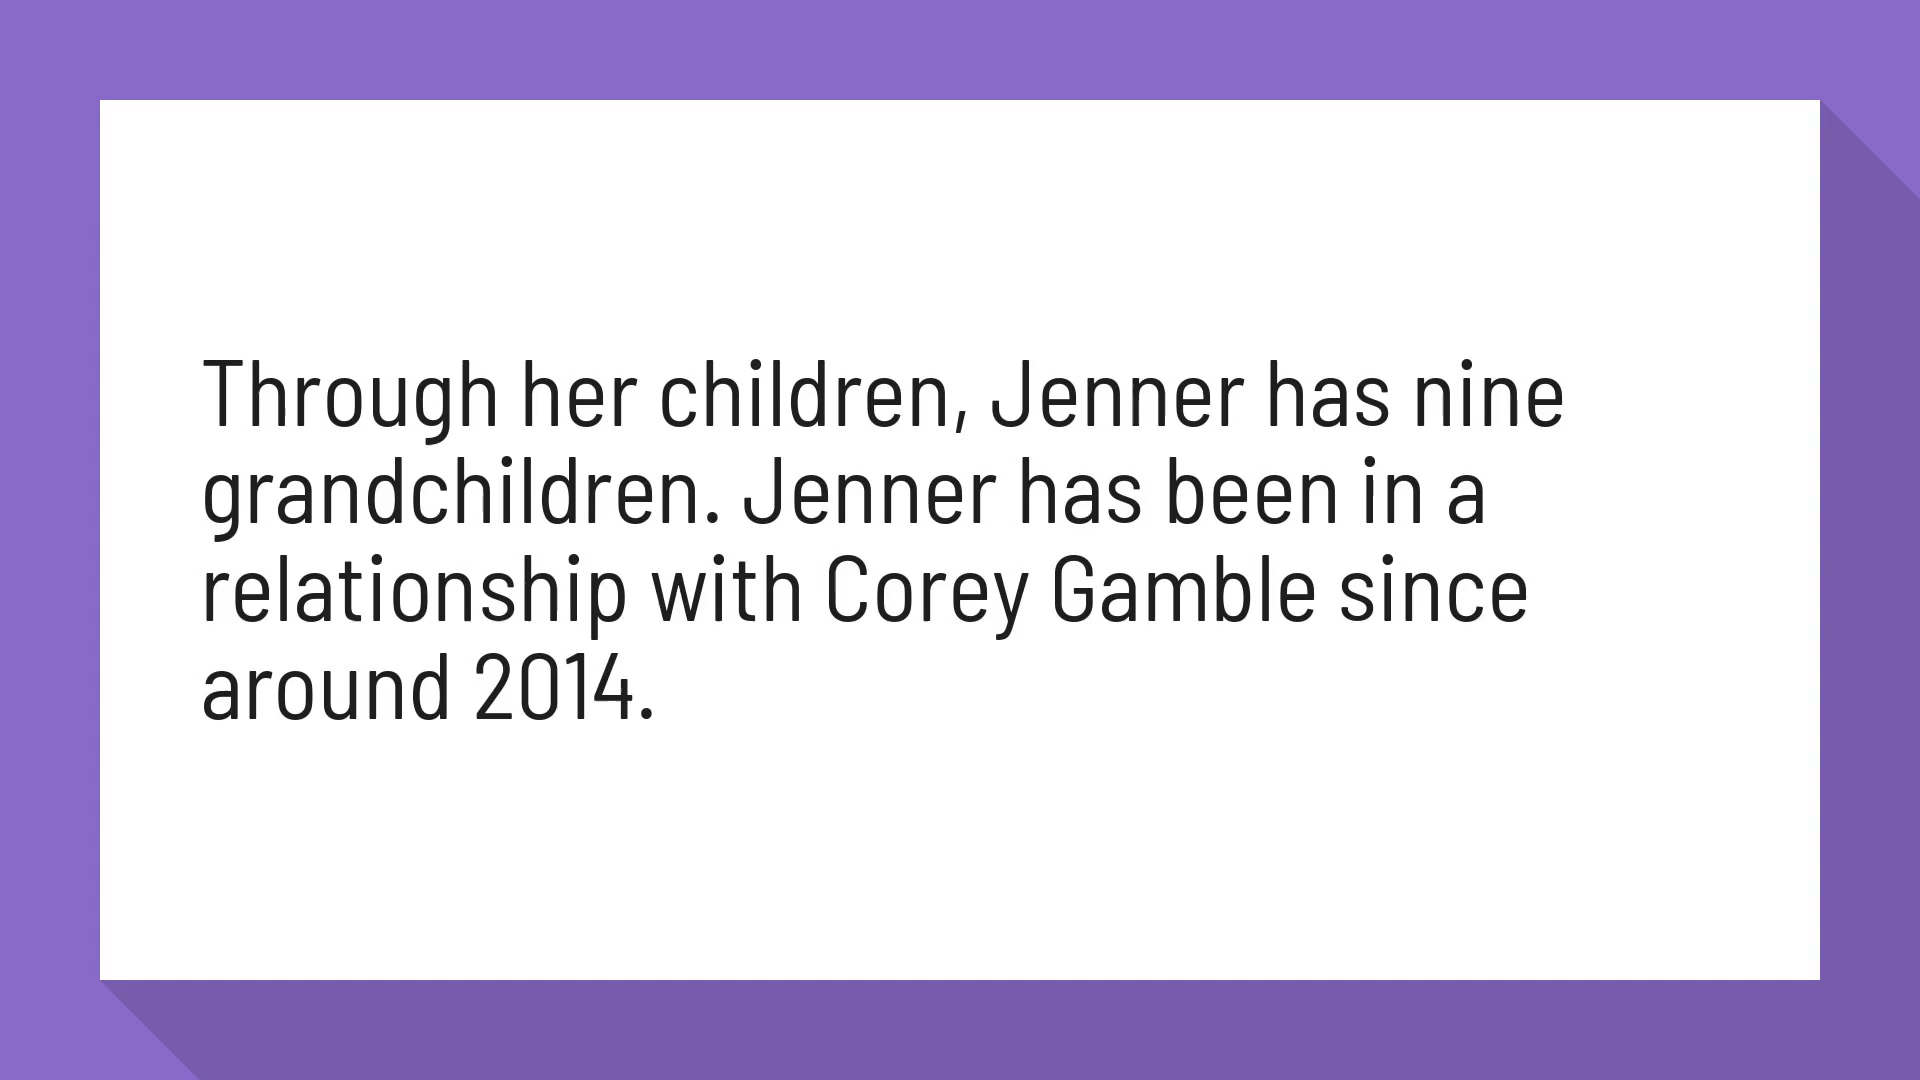 Through her children, Jenner has nine
grandchildren. Jenner has been in a
relationship with Corey Gamble since
around 2014.